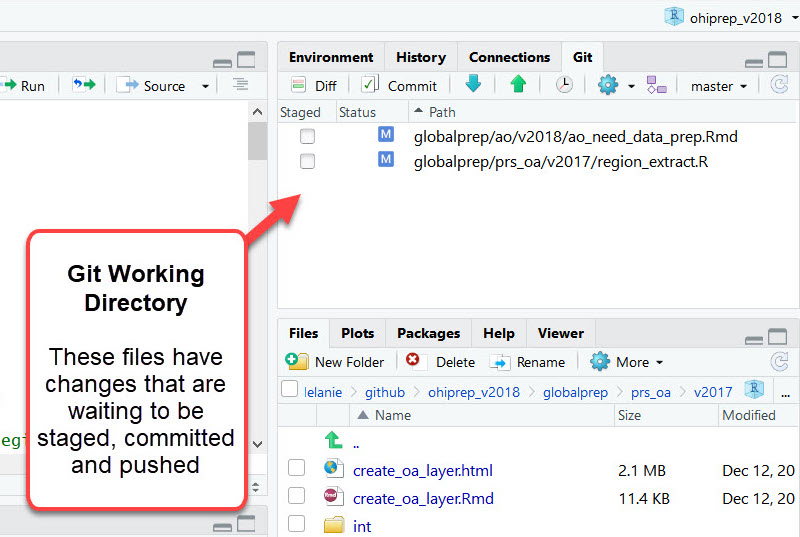 ohiprep_v2018
Environment History Connections Git
Run Source
Diff Commit master
Staged Status Path
M globalprep/ao/v2018/ao_need_data_prep.Rmd
M globalprep/prs_oa/v2017/region_extract.R
Git Working
Directory
These files have
changes that are
waiting to be
staged, committed
and pushed
egi
Files Plots Packages Help Viewer
New Folder Delete Rename More
lelanie github ohiprep_v2018 globalprep prs_oa v2017 R ...
Name Size Modified
..
create_oa_layer.html 2.1 MB Dec 12, 20
Rmd create_oa_layer.Rmd 11.4 KB Dec 12, 20
int